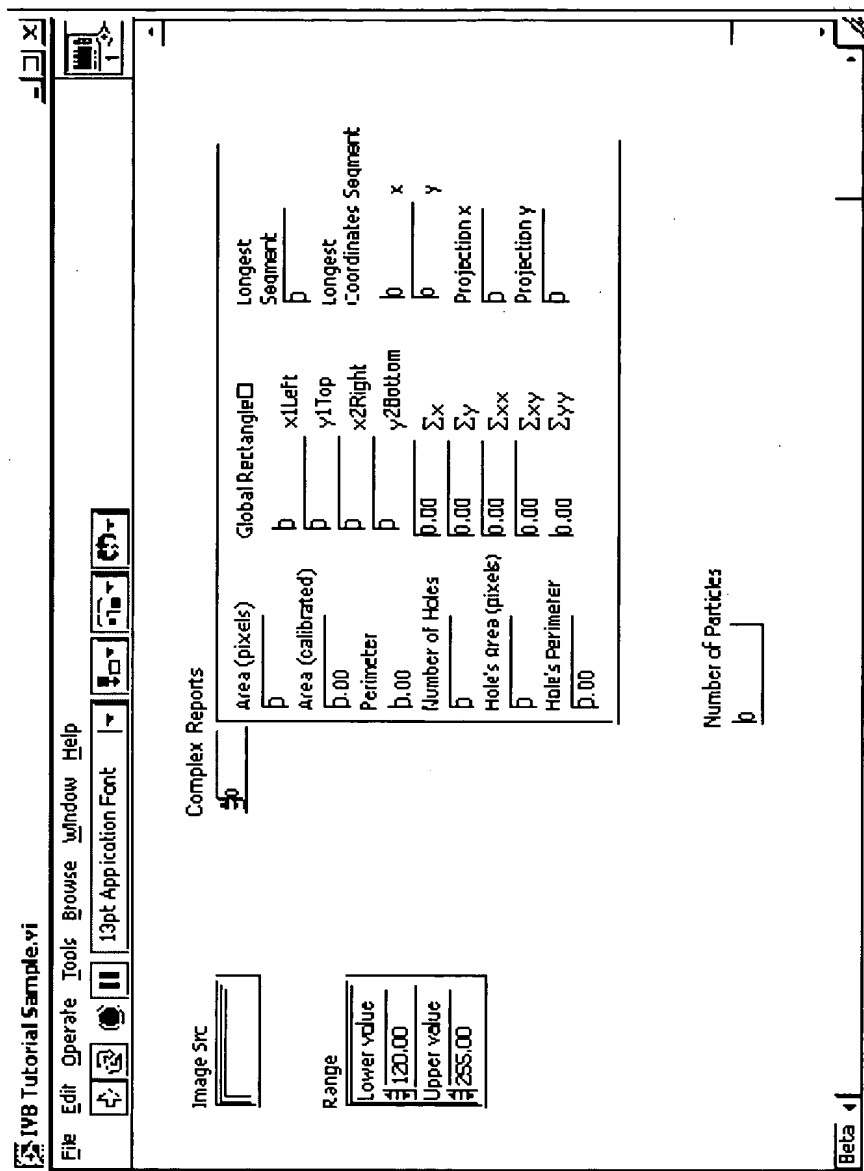 IVB Tutorial Sample.vi
File Edit Operate Tools Browse Window Help
13pt Appication Font
1
Image Src
Range
Lower value
120.00
Upper value
255.00
Complex Reports
0
Area (pixels)
0
Area (calibrated)
0.00
Perimeter
0.00
Number of Holes
0
Hole's Area (pixels)
0
Hole's Perimeter
0.00
Global Rectangle
0 x1Left
0 y1Top
0 x2Right
0 y2Bottom
0.00 Σx
0.00 Σy
0.00 Σxx
0.00 Σxy
0.00 Σyy
Longest
Segment
0
Longest
Coordinates Segment
0 x
0 y
Projection x
0
Projection y
0
Number of Particles
0
Beta